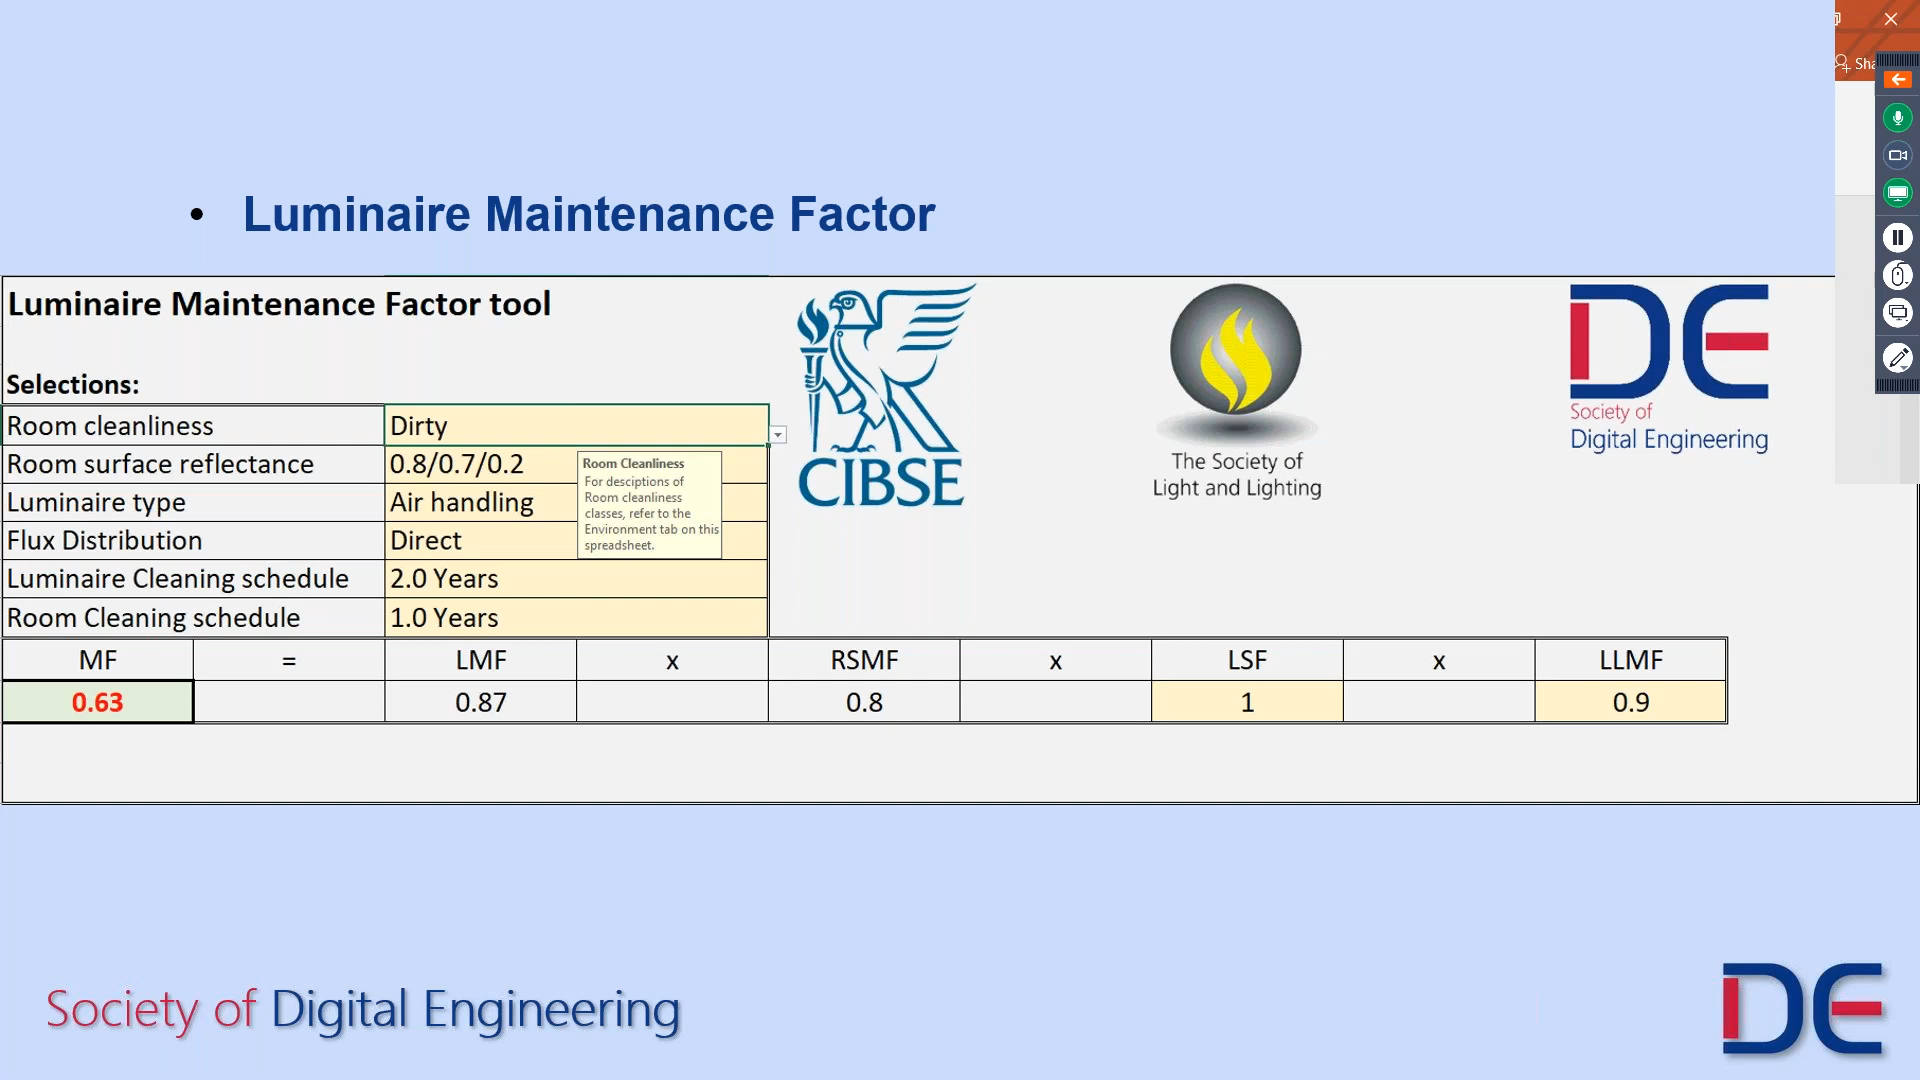 Sha
• Luminaire Maintenance Factor
Luminaire Maintenance Factor tool
Selections:
Room cleanliness Dirty
Room surface reflectance 0.8/0.7/0.2
Luminaire type Air handling
Flux Distribution Direct
Luminaire Cleaning schedule 2.0 Years
Room Cleaning schedule 1.0 Years
Room Cleanliness
For desciptions of
Room cleanliness
classes, refer to the
Environment tab on this
spreadsheet.
CIBSE
The Society of
Light and Lighting
DE
Society of
Digital Engineering
MF = LMF x RSMF x LSF x LLMF
0.63 0.87 0.8 1 0.9
Society of Digital Engineering
DE